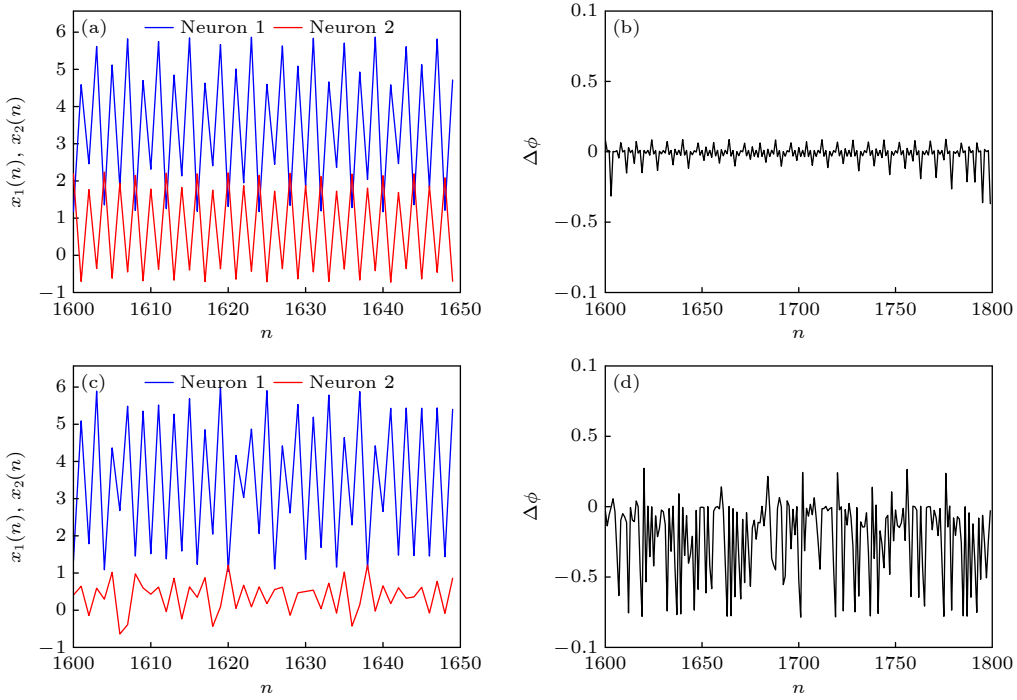 (a) Neuron 1 Neuron 2
6
5
4
3
2
1
0
−1
1600 1610 1620 1630 1640 1650
n
x₁(n), x₂(n)
(b)
0.1
0.5
0
−0.5
−0.1
1600 1650 1700 1750 1800
n
Δϕ
(c) Neuron 1 Neuron 2
6
5
4
3
2
1
0
−1
1600 1610 1620 1630 1640 1650
n
x₁(n), x₂(n)
(d)
0.1
0.5
0
−0.5
−0.1
1600 1650 1700 1750 1800
n
Δϕ